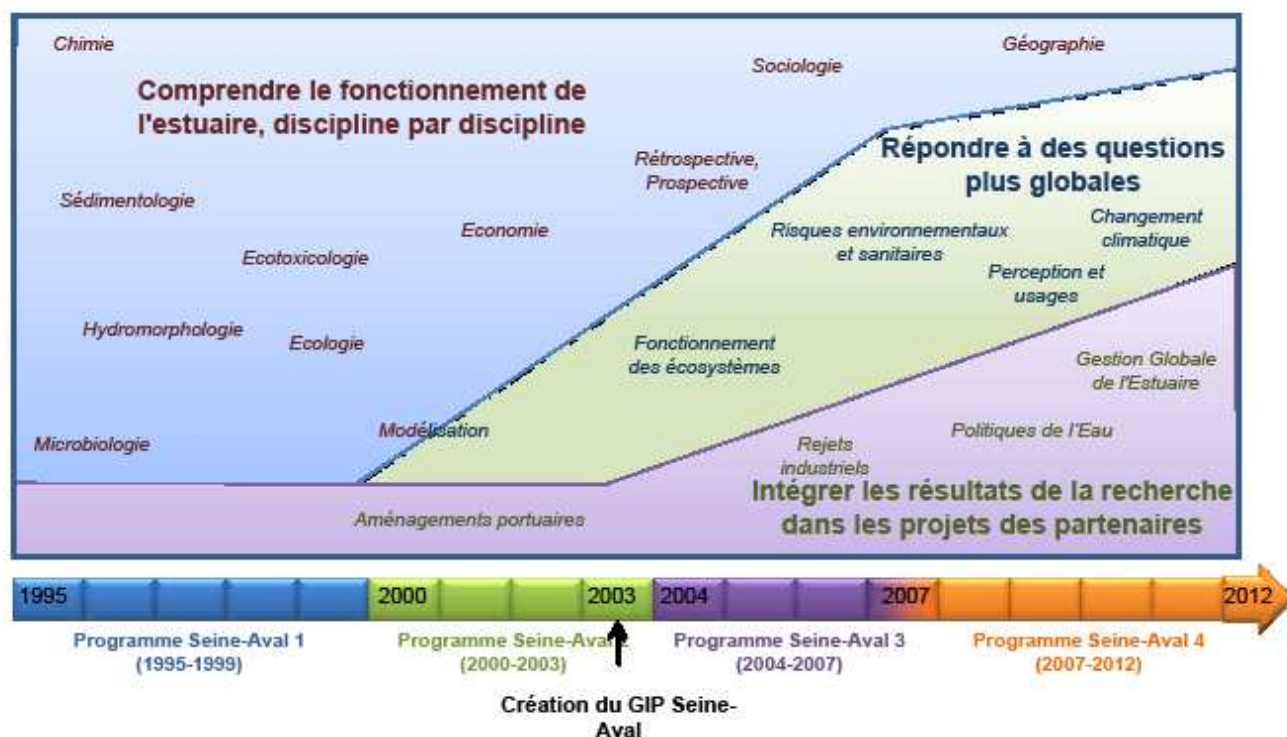 Chimie
Géographie
Sociologie
Comprendre le fonctionnement de
l'estuaire, discipline par discipline
Répondre à des questions
plus globales
Rétrospective,
Prospective
Sédimentologie
Economie
Risques environnementaux
et sanitaires
Changement
climatique
Ecotoxicologie
Perception et
usages
Hydromorphologie
Ecologie
Fonctionnement
des écosystèmes
Gestion Globale
de l'Estuaire
Microbiologie
Modélisation
Rejets
industriels
Politiques de l'Eau
Intégrer les résultats de la recherche
dans les projets des partenaires
Aménagements portuaires
1995
2000
2003
2004
2007
2012
Programme Seine-Aval 1
(1995-1999)
Programme Seine-Aval
(2000-2003)
Programme Seine-Aval 3
(2004-2007)
Programme Seine-Aval 4
(2007-2012)
Création du GIP Seine-
Aval